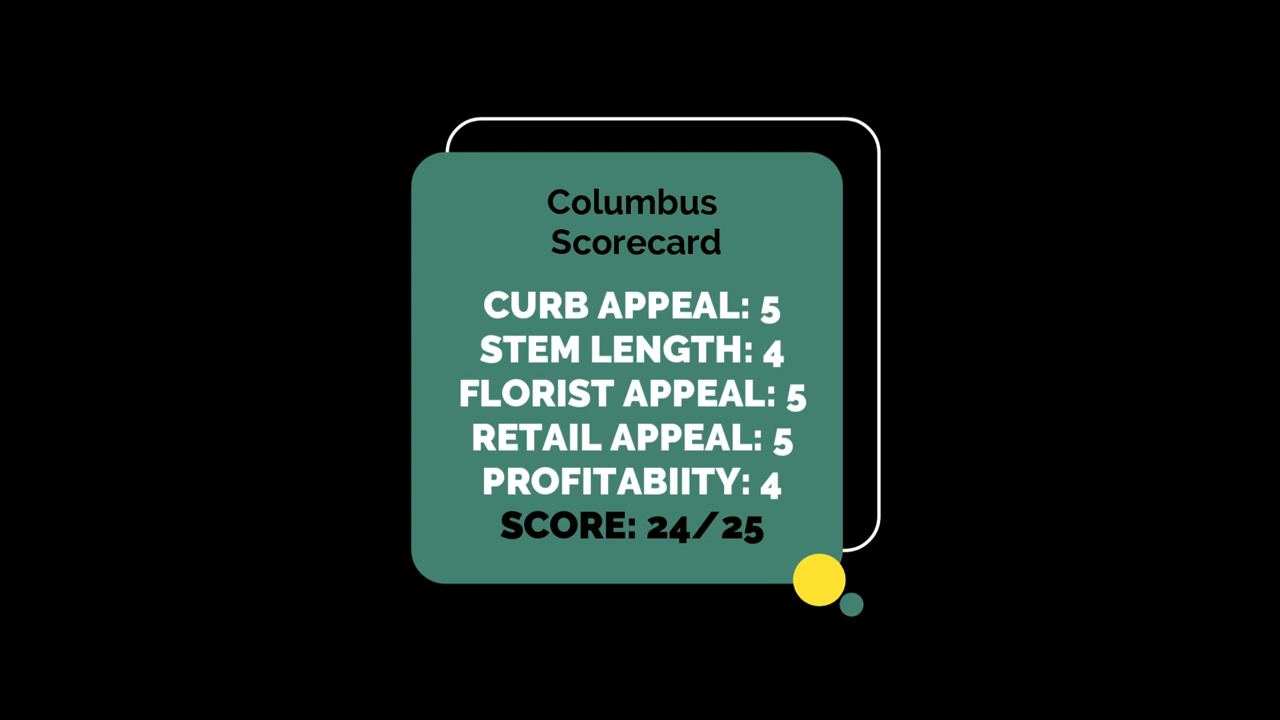 Columbus
Scorecard
CURB APPEAL: 5
STEM LENGTH: 4
FLORIST APPEAL: 5
RETAIL APPEAL: 5
PROFITABIITY: 4
SCORE: 24/25